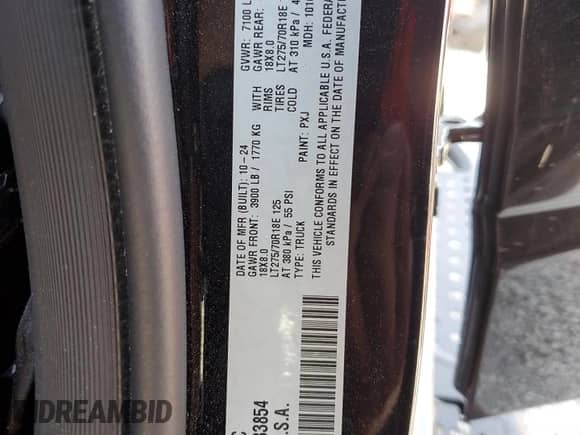 DATE OF MFR (BUILT): 10-24 GVWR: 7100 L
GAWR FRONT: 3900 LB / 1770 KG WITH GAWR REAR:
18X8.0 RIMS 18X8.0
LT275/70R18E 125 TIRES LT275/70R18E
AT 380 kPa / 55 PSI COLD AT 310 kPa / 4
TYPE: TRUCK PAINT: PXJ MDH: 101
THIS VEHICLE CONFORMS TO ALL APPLICABLE U.S.A. FEDERA
STANDARDS IN EFFECT ON THE DATE OF MANUFACTUR
3854
.S.A.
IDREAMBID